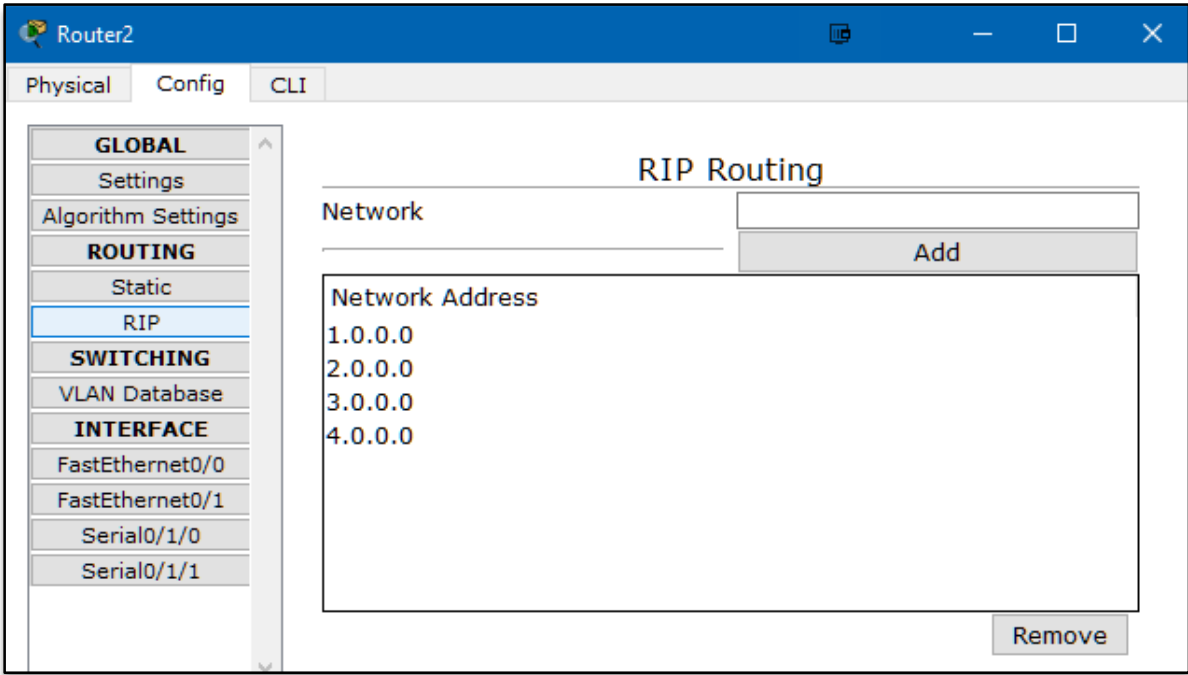 Router2
Physical Config CLI
GLOBAL
Settings
Algorithm Settings
ROUTING
Static
RIP
SWITCHING
VLAN Database
INTERFACE
FastEthernet0/0
FastEthernet0/1
Serial0/1/0
Serial0/1/1
RIP Routing
Network
Add
Network Address
1.0.0.0
2.0.0.0
3.0.0.0
4.0.0.0
Remove